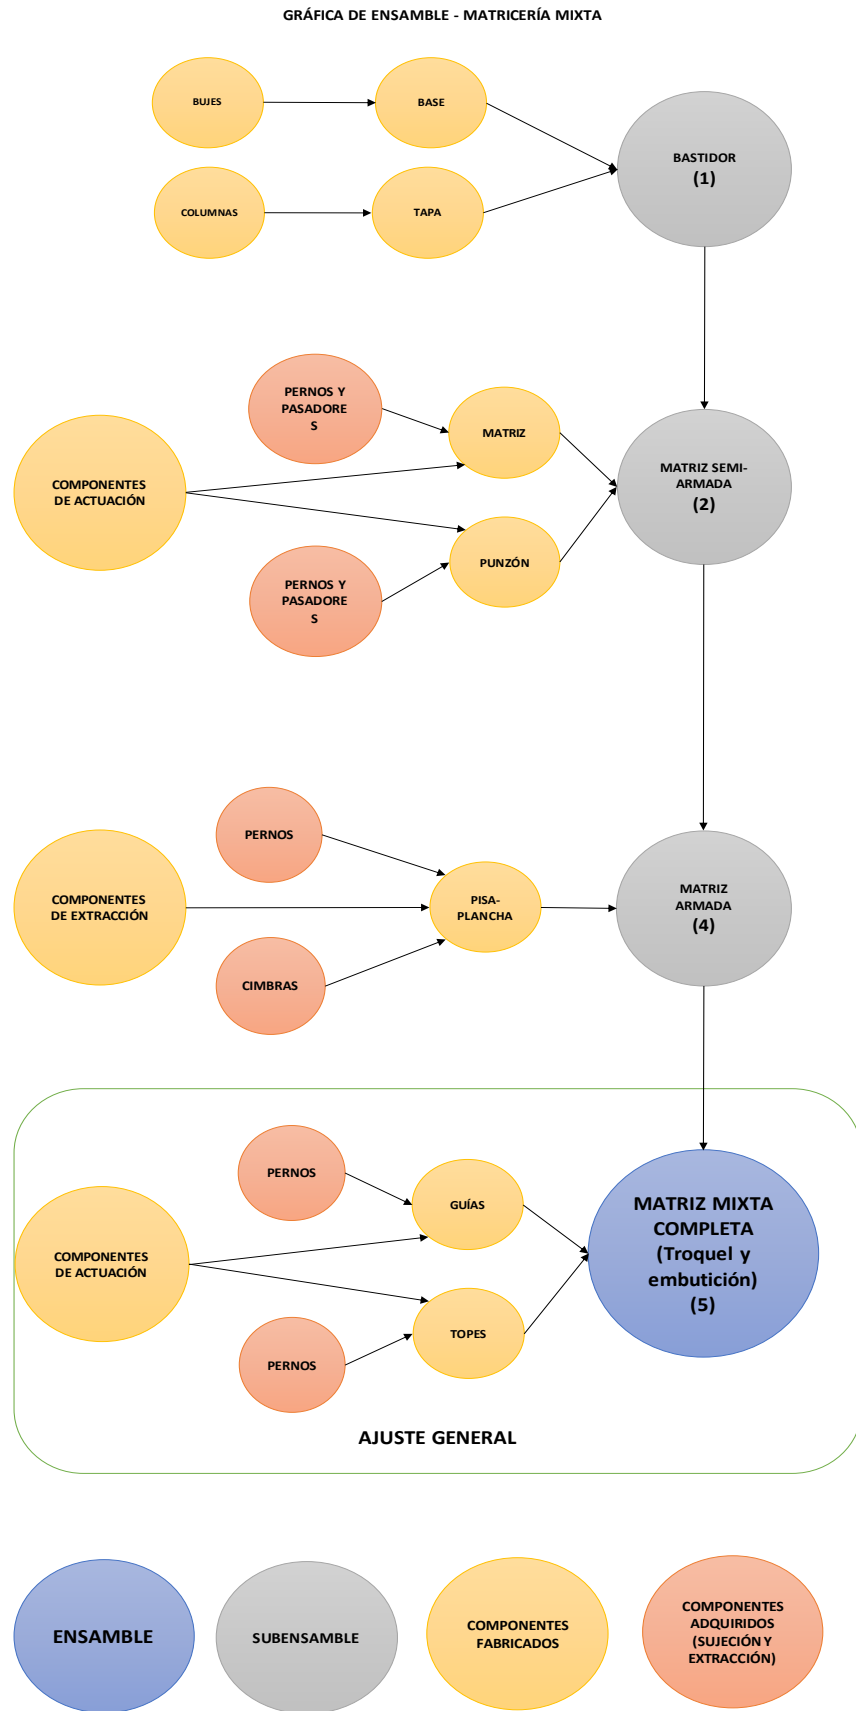 GRÁFICA DE ENSAMBLE - MATRICERÍA MIXTA
BUJES
BASE
BASTIDOR
(1)
COLUMNAS
TAPA
PERNOS Y
PASADORE
S
MATRIZ
COMPONENTES
DE ACTUACIÓN
MATRIZ SEMI-
ARMADA
(2)
PUNZÓN
PERNOS Y
PASADORE
S
PERNOS
COMPONENTES
DE EXTRACCIÓN
PISA-
PLANCHA
MATRIZ
ARMADA
(4)
CIMBRAS
PERNOS
GUÍAS
COMPONENTES
DE ACTUACIÓN
MATRIZ MIXTA
COMPLETA
(Troquel y
embutición)
(5)
TOPES
PERNOS
AJUSTE GENERAL
ENSAMBLE
SUBENSAMBLE
COMPONENTES
FABRICADOS
COMPONENTES
ADQUIRIDOS
(SUJECIÓN Y
EXTRACCIÓN)